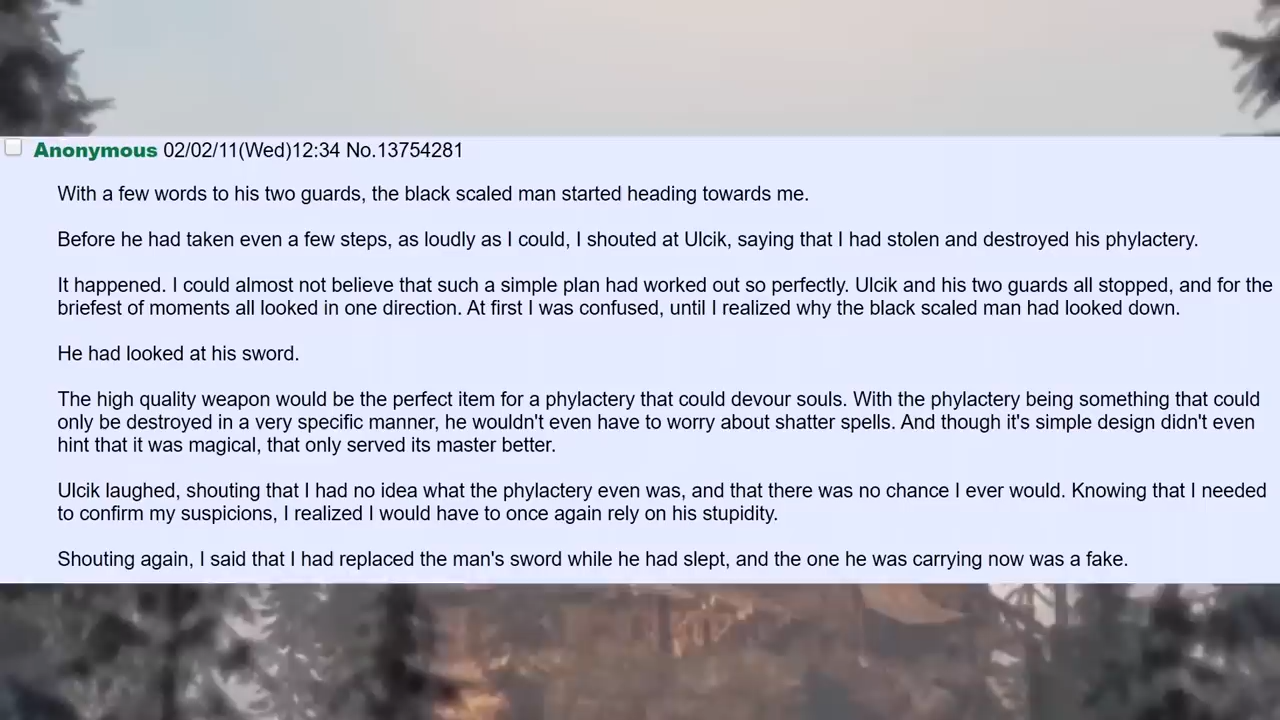 Anonymous 02/02/11(Wed)12:34 No.13754281
With a few words to his two guards, the black scaled man started heading towards me.
Before he had taken even a few steps, as loudly as I could, I shouted at Ulcik, saying that I had stolen and destroyed his phylactery.
It happened. I could almost not believe that such a simple plan had worked out so perfectly. Ulcik and his two guards all stopped, and for the
briefest of moments all looked in one direction. At first I was confused, until I realized why the black scaled man had looked down.
He had looked at his sword.
The high quality weapon would be the perfect item for a phylactery that could devour souls. With the phylactery being something that could
only be destroyed in a very specific manner, he wouldn't even have to worry about shatter spells. And though it's simple design didn't even
hint that it was magical, that only served its master better.
Ulcik laughed, shouting that I had no idea what the phylactery even was, and that there was no chance I ever would. Knowing that I needed
to confirm my suspicions, I realized I would have to once again rely on his stupidity.
Shouting again, I said that I had replaced the man's sword while he had slept, and the one he was carrying now was a fake.